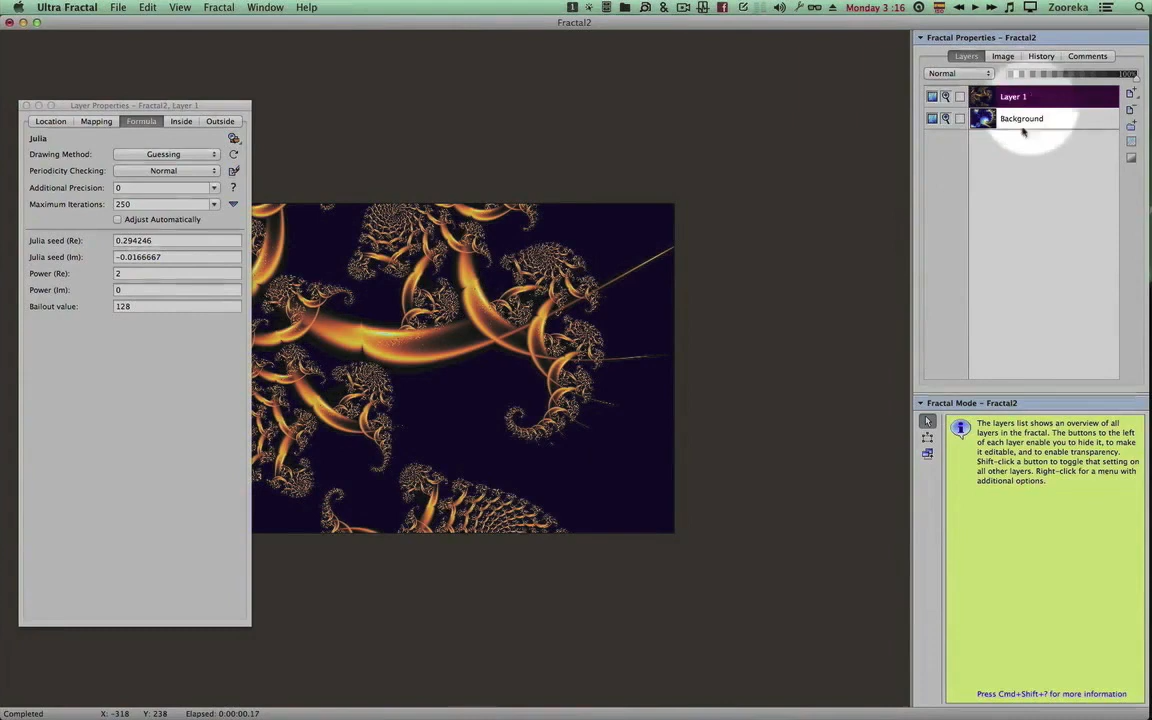 Ultra Fractal File Edit View Fractal Window Help Monday 3 :16 Zooreka
Fractal2
Fractal Properties - Fractal2
Layers Image History Comments
Normal 100%
Layer 1
Background
Layer Properties - Fractal2, Layer 1
Location Mapping Formula Inside Outside
Julia
Drawing Method: Guessing
Periodicity Checking: Normal
Additional Precision: 0 ?
Maximum Iterations: 250
Adjust Automatically
Julia seed (Re): 0.294246
Julia seed (Im): -0.0166667
Power (Re): 2
Power (Im): 0
Bailout value: 128
Fractal Mode - Fractal2
The layers list shows an overview of all
layers in the fractal. The buttons to the left
of each layer enable you to hide it, to make
it editable, and to enable transparency.
Shift-click a button to toggle that setting on
all other layers. Right-click for a menu with
additional options.
Press Cmd+Shift+? for more information
Completed X: -318 Y: 238 Elapsed: 0:00:00.17